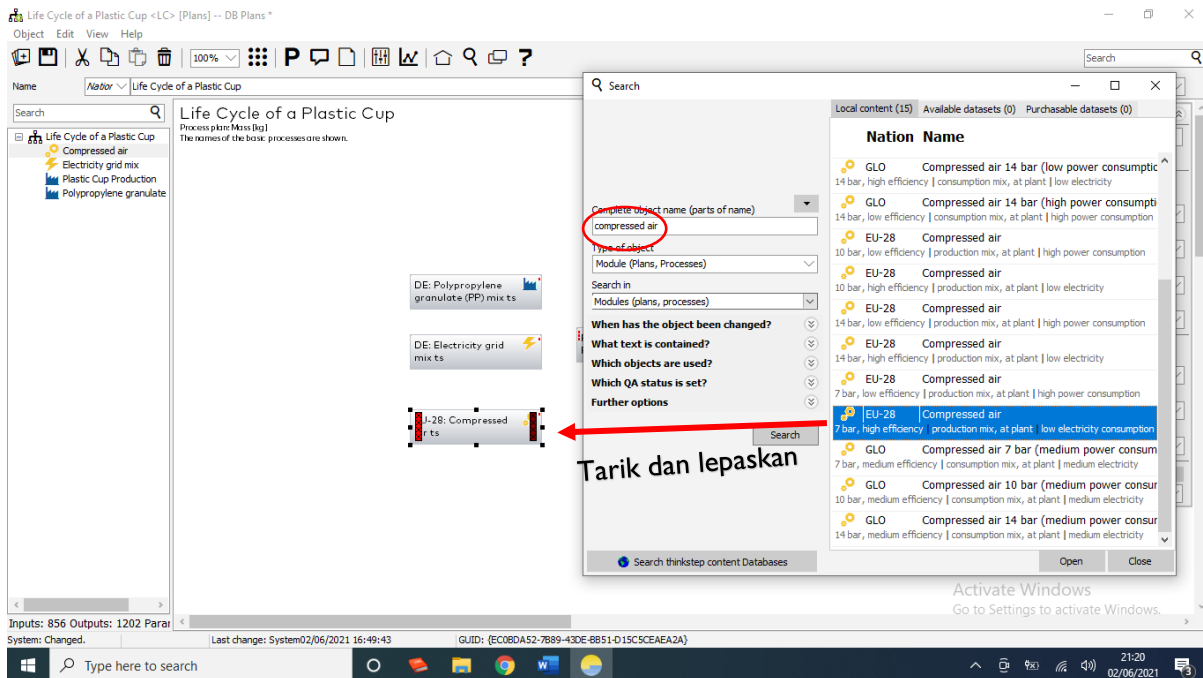 Life Cycle of a Plastic Cup <LC> [Plans] -- DB Plans *
Object Edit View Help
100% P ?
Search
Name Nation Life Cycle of a Plastic Cup
Search
Life Cycle of a Plastic Cup
Compressed air
Electricity grid mix
Plastic Cup Production
Polypropylene granulate
Life Cycle of a Plastic Cup
Process plan: Mass [kg]
The names of the basic processes are shown.
DE: Polypropylene
granulate (PP) mix ts
DE: Electricity grid
mix ts
U-28: Compressed
r ts
Search
Complete object name (parts of name)
compressed air
Type of object
Module (Plans, Processes)
Search in
Modules (plans, processes)
When has the object been changed?
What text is contained?
Which objects are used?
Which QA status is set?
Further options
Search
Tarik dan lepaskan
Search thinkstep content Databases
Local content (15) Available datasets (0) Purchasable datasets (0)
Nation Name
GLO Compressed air 14 bar (low power consumptic
14 bar, high efficiency | consumption mix, at plant | low electricity
GLO Compressed air 14 bar (high power consumpti
14 bar, low efficiency | consumption mix, at plant | high power consumption
EU-28 Compressed air
10 bar, low efficiency | production mix, at plant | high power consumption
EU-28 Compressed air
10 bar, high efficiency | production mix, at plant | low electricity
EU-28 Compressed air
14 bar, low efficiency | production mix, at plant | high power consumption
EU-28 Compressed air
14 bar, high efficiency | production mix, at plant | low electricity
EU-28 Compressed air
7 bar, low efficiency | production mix, at plant | high power consumption
EU-28 Compressed air
7 bar, high efficiency | production mix, at plant | low electricity consumption
GLO Compressed air 7 bar (medium power consum
7 bar, medium efficiency | consumption mix, at plant | medium electricity
GLO Compressed air 10 bar (medium power consur
10 bar, medium efficiency | consumption mix, at plant | medium electricity
GLO Compressed air 14 bar (medium power consur
14 bar, medium efficiency | consumption mix, at plant | medium electricity
Open Close
Activate Windows
Go to Settings to activate Windows.
Inputs: 856 Outputs: 1202 Parar
System: Changed. Last change: System02/06/2021 16:49:43 GUID: {EC0BDA52-7B89-43DE-BB51-D15C5CEAEA2A}
Type here to search
21:20
02/06/2021
3